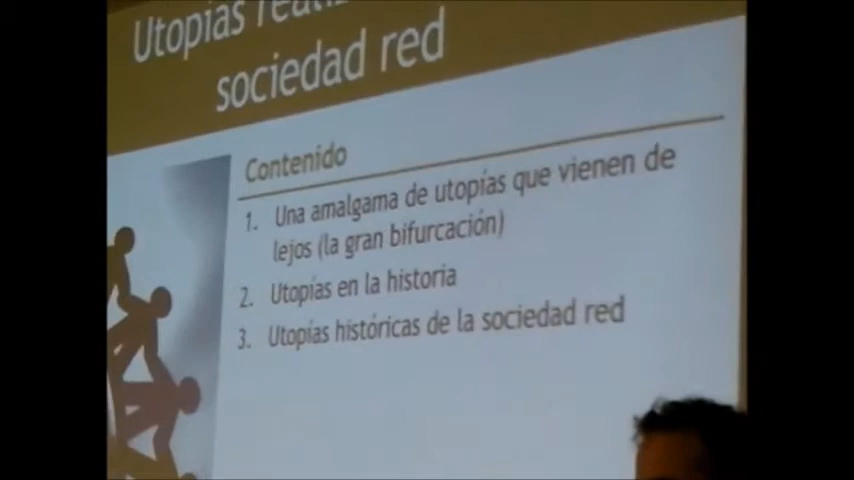 Utopías
sociedad red
Contenido
1. Una amalgama de utopías que vienen de
lejos (la gran bifurcación)
2. Utopías en la historia
3. Utopías históricas de la sociedad red